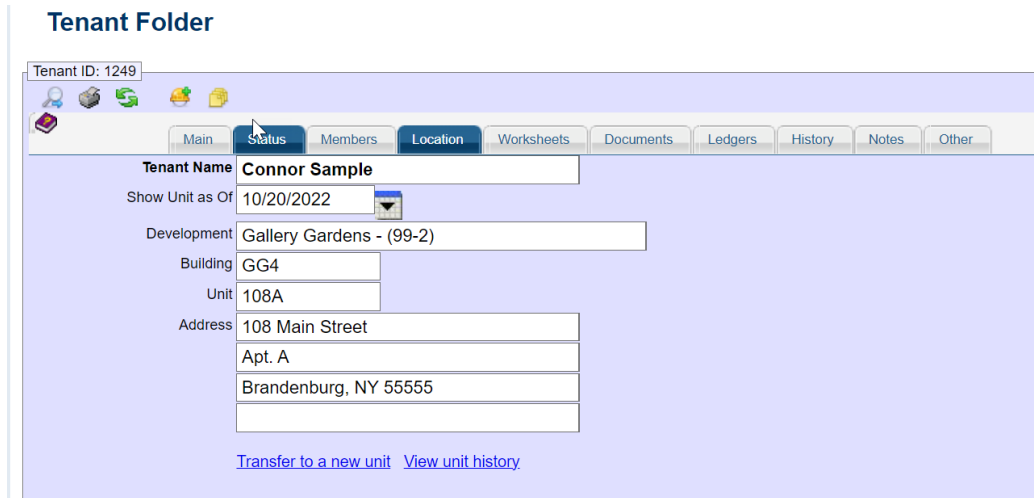 Tenant Folder
Tenant ID: 1249
Main Status Members Location Worksheets Documents Ledgers History Notes Other
Tenant Name Connor Sample
Show Unit as Of 10/20/2022
Development Gallery Gardens - (99-2)
Building GG4
Unit 108A
Address 108 Main Street
Apt. A
Brandenburg, NY 55555
Transfer to a new unit View unit history